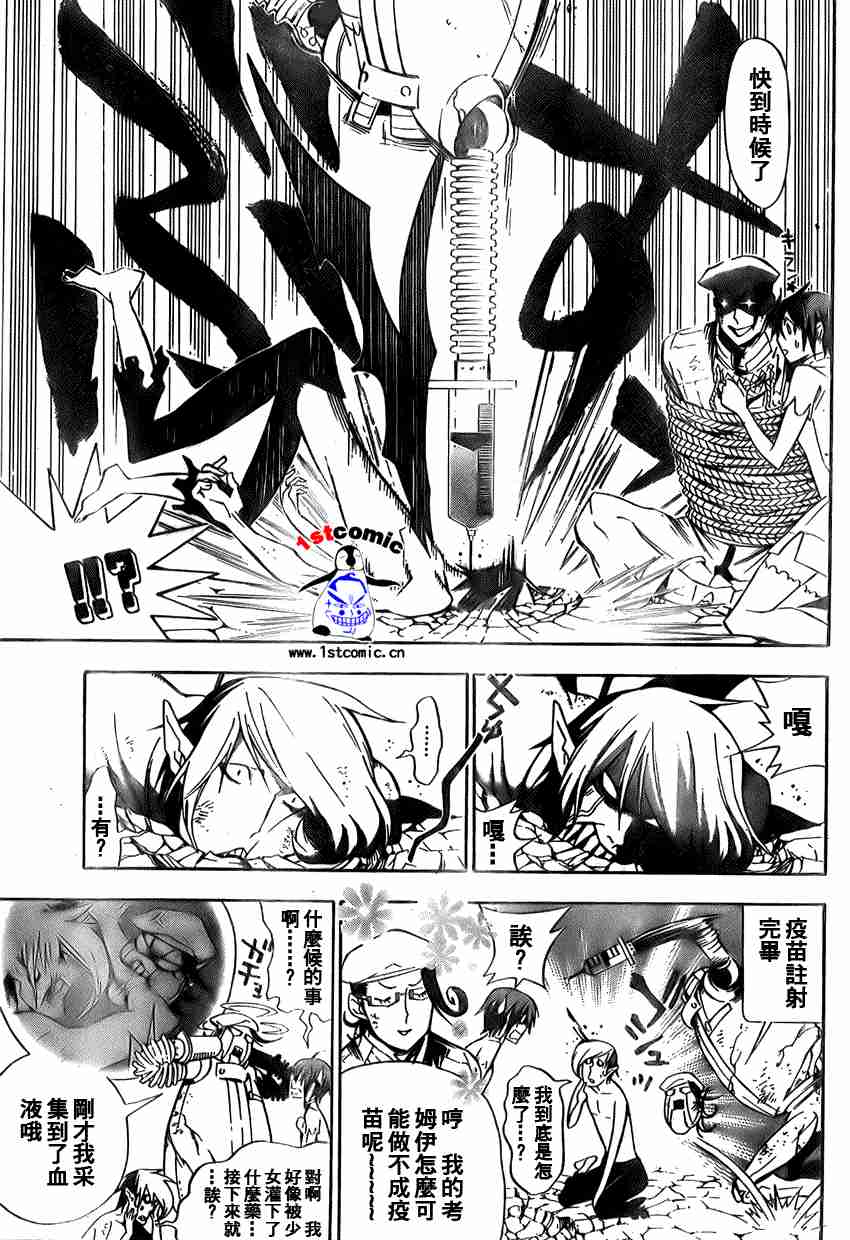 快到時候了
キラン
!!!?
1stcomic
www.1stcomic.cn
嘎
嘎…
……
…有?
疫苗註射
完畢
誒?
我到底是怎
麼了…?
哼 我的考
姆伊怎麼可
能做不成疫
苗呢~~~~
什麼候的事
啊……?
ガチュ
剛才我采
集到了血
液哦
對啊 我
好像被少
女灌下了
什麼藥…
接下來就
…誒?